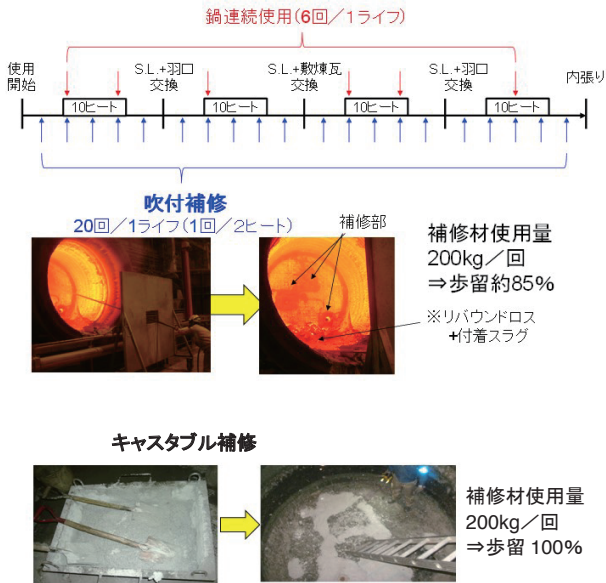 鍋連続使用(6回/1ライフ)
使用
開始
S.L.+羽口
交換
S.L.+敷煉瓦
交換
S.L.+羽口
交換
内張り
10ヒート
10ヒート
10ヒート
10ヒート
吹付補修
20回/1ライフ(1回/2ヒート)
補修部
補修材使用量
200kg/回
⇒歩留約85%
※リバウンドロス
+付着スラグ
キャスタブル補修
補修材使用量
200kg/回
⇒歩留 100%